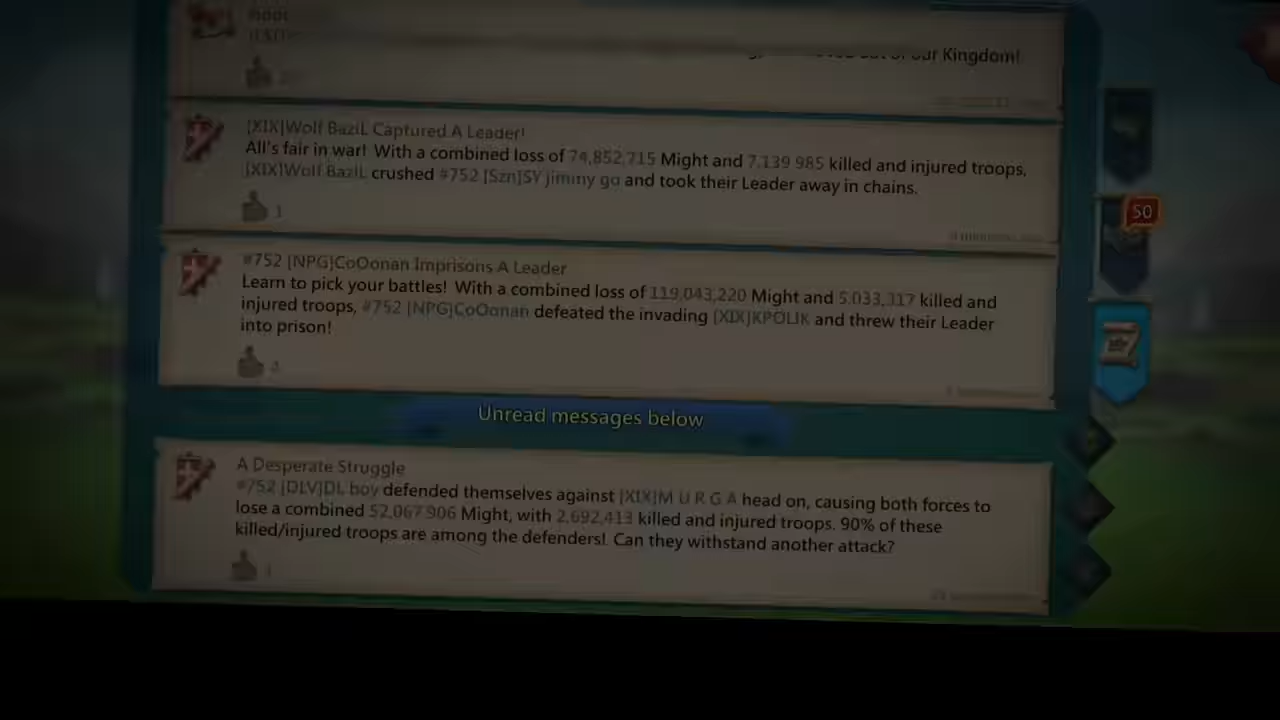 our Kingdom!
[XIX]Wolf BaziL Captured A Leader!
All's fair in war! With a combined loss of 74,852,715 Might and 7,139,985 killed and injured troops,
[XIX]Wolf BazIL crushed #752 [Szn]SY jimmy go and took their Leader away in chains.
1
50
#752 [NPG]CoOonan Imprisons A Leader
Learn to pick your battles! With a combined loss of 119,043,220 Might and 5,033,317 killed and
injured troops, #752 [NPG]CoOonan defeated the invading [XIX]KPOLIK and threw their Leader
into prison!
4
Unread messages below
A Desperate Struggle
#752 [DLV]DL boy defended themselves against [XIX]M U R G A head on, causing both forces to
lose a combined 52,067,906 Might, with 2,692,413 killed and injured troops. 90% of these
killed/injured troops are among the defenders! Can they withstand another attack?
1